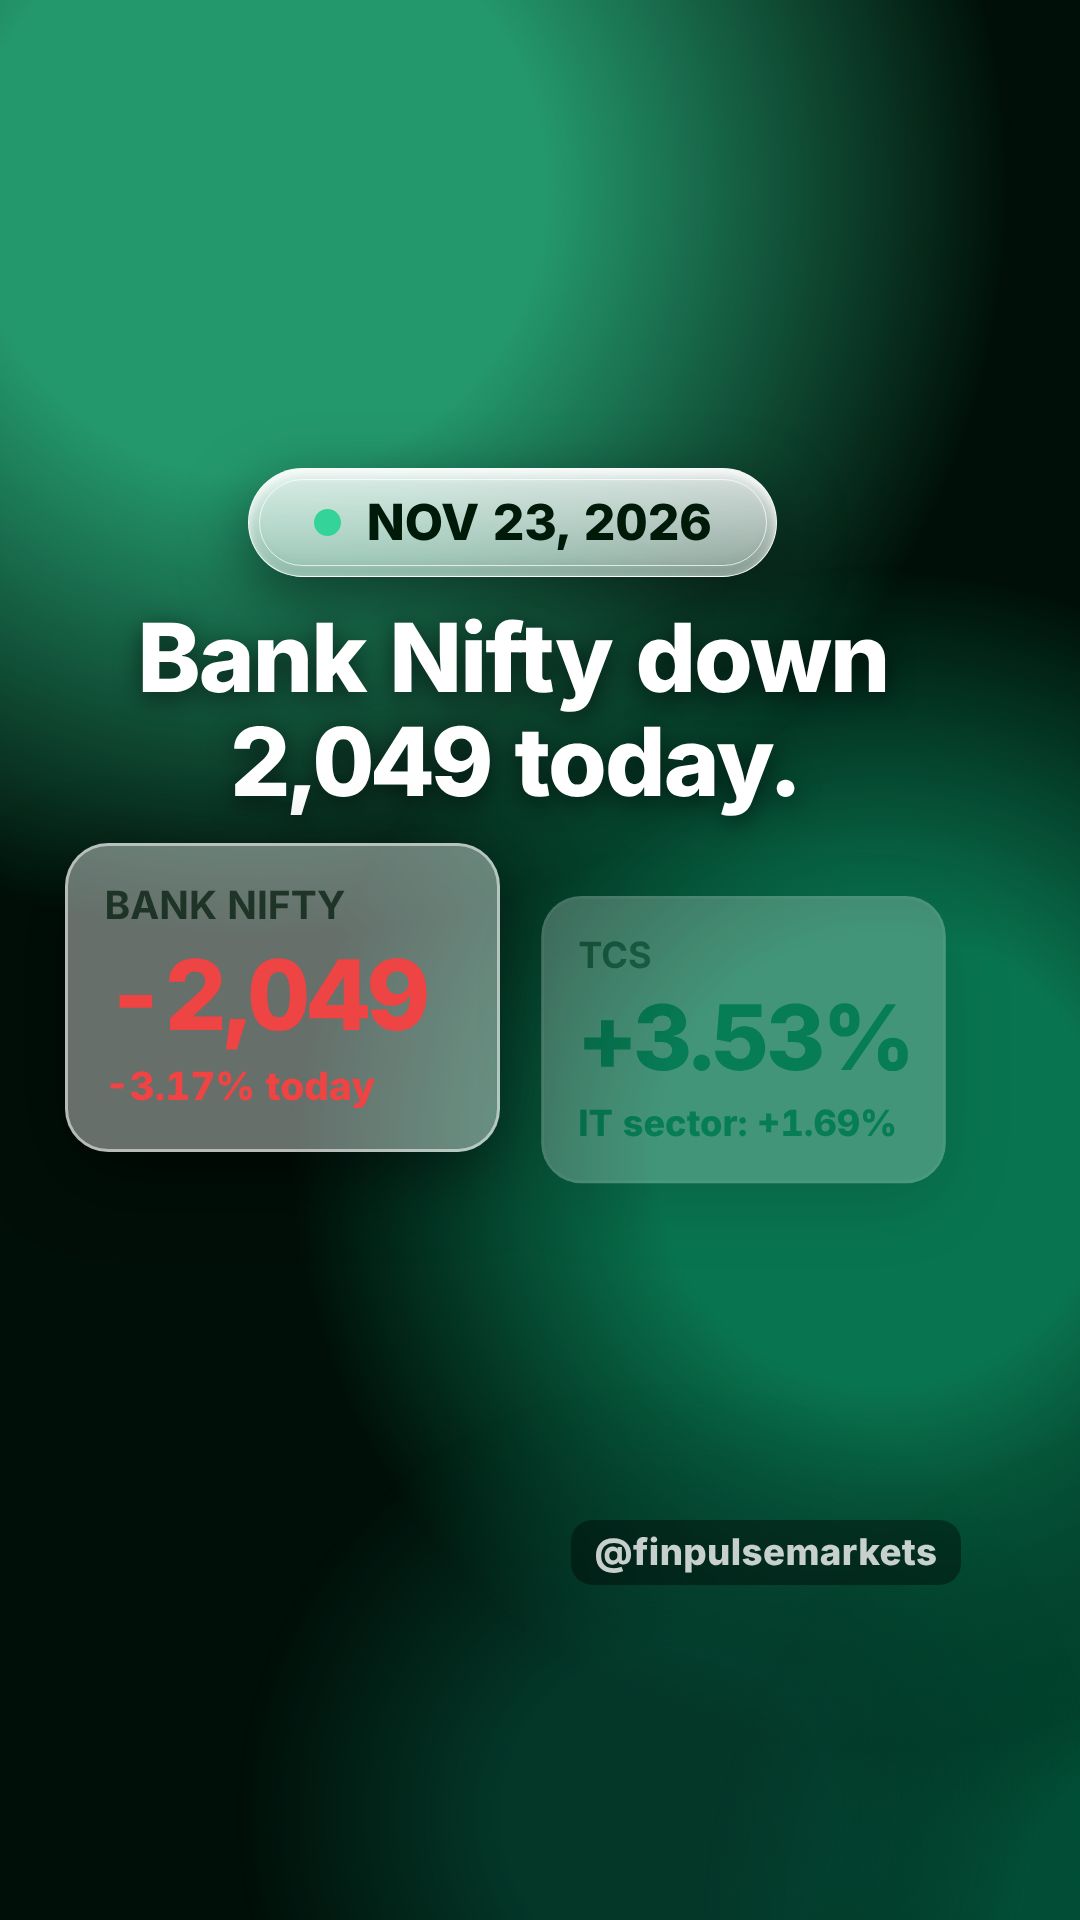 NOV 23, 2026
Bank Nifty down
2,049 today.
BANK NIFTY
-2,049
-3.17% today
TCS
+3.53%
IT sector: +1.69%
@finpulsemarkets